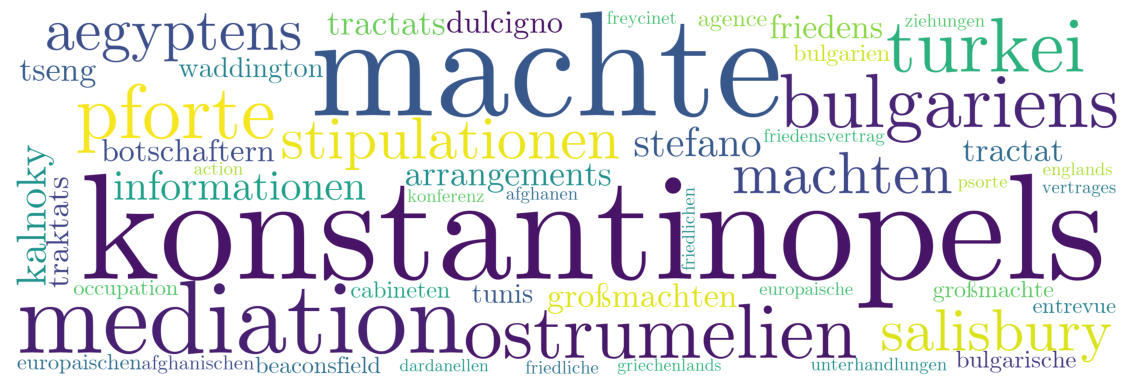 freycinet agence ziehungen
aegyptens tractats dulcigno friedens
machte bulgarien turkei
tseng waddington
pforte bulgariens
stipulationen stefano friedensvertrag
botschaftern tractat
action arrangements machten englands
kalnoky traktats informationen konferenz afghanen psorte vertrages
konstantinopels friedlichen
occupation cabineten tunis großmachten europaische großmachte
mediation entrevue
ostrumelien salisbury
europaischen afghanischen beaconsfield dardanellen friedliche griechenlands unterhandlungen bulgarische